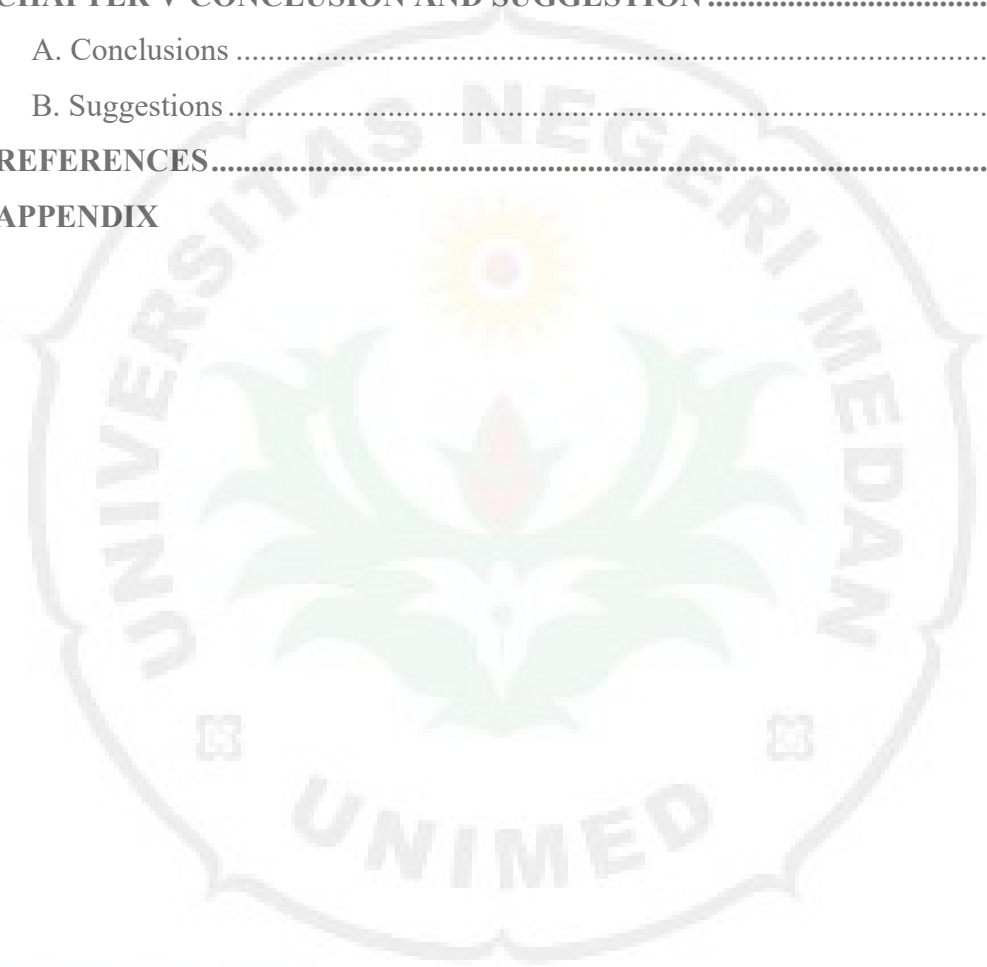 CHAPTER V CONCLUSION AND SUGGESTION....................................
A. Conclusions ....................................................................................
B. Suggestions.....................................................................................
REFERENCES.......................................................................................
APPENDIX
UNIVERSITAS NEGERI MEDAN
UNIMED